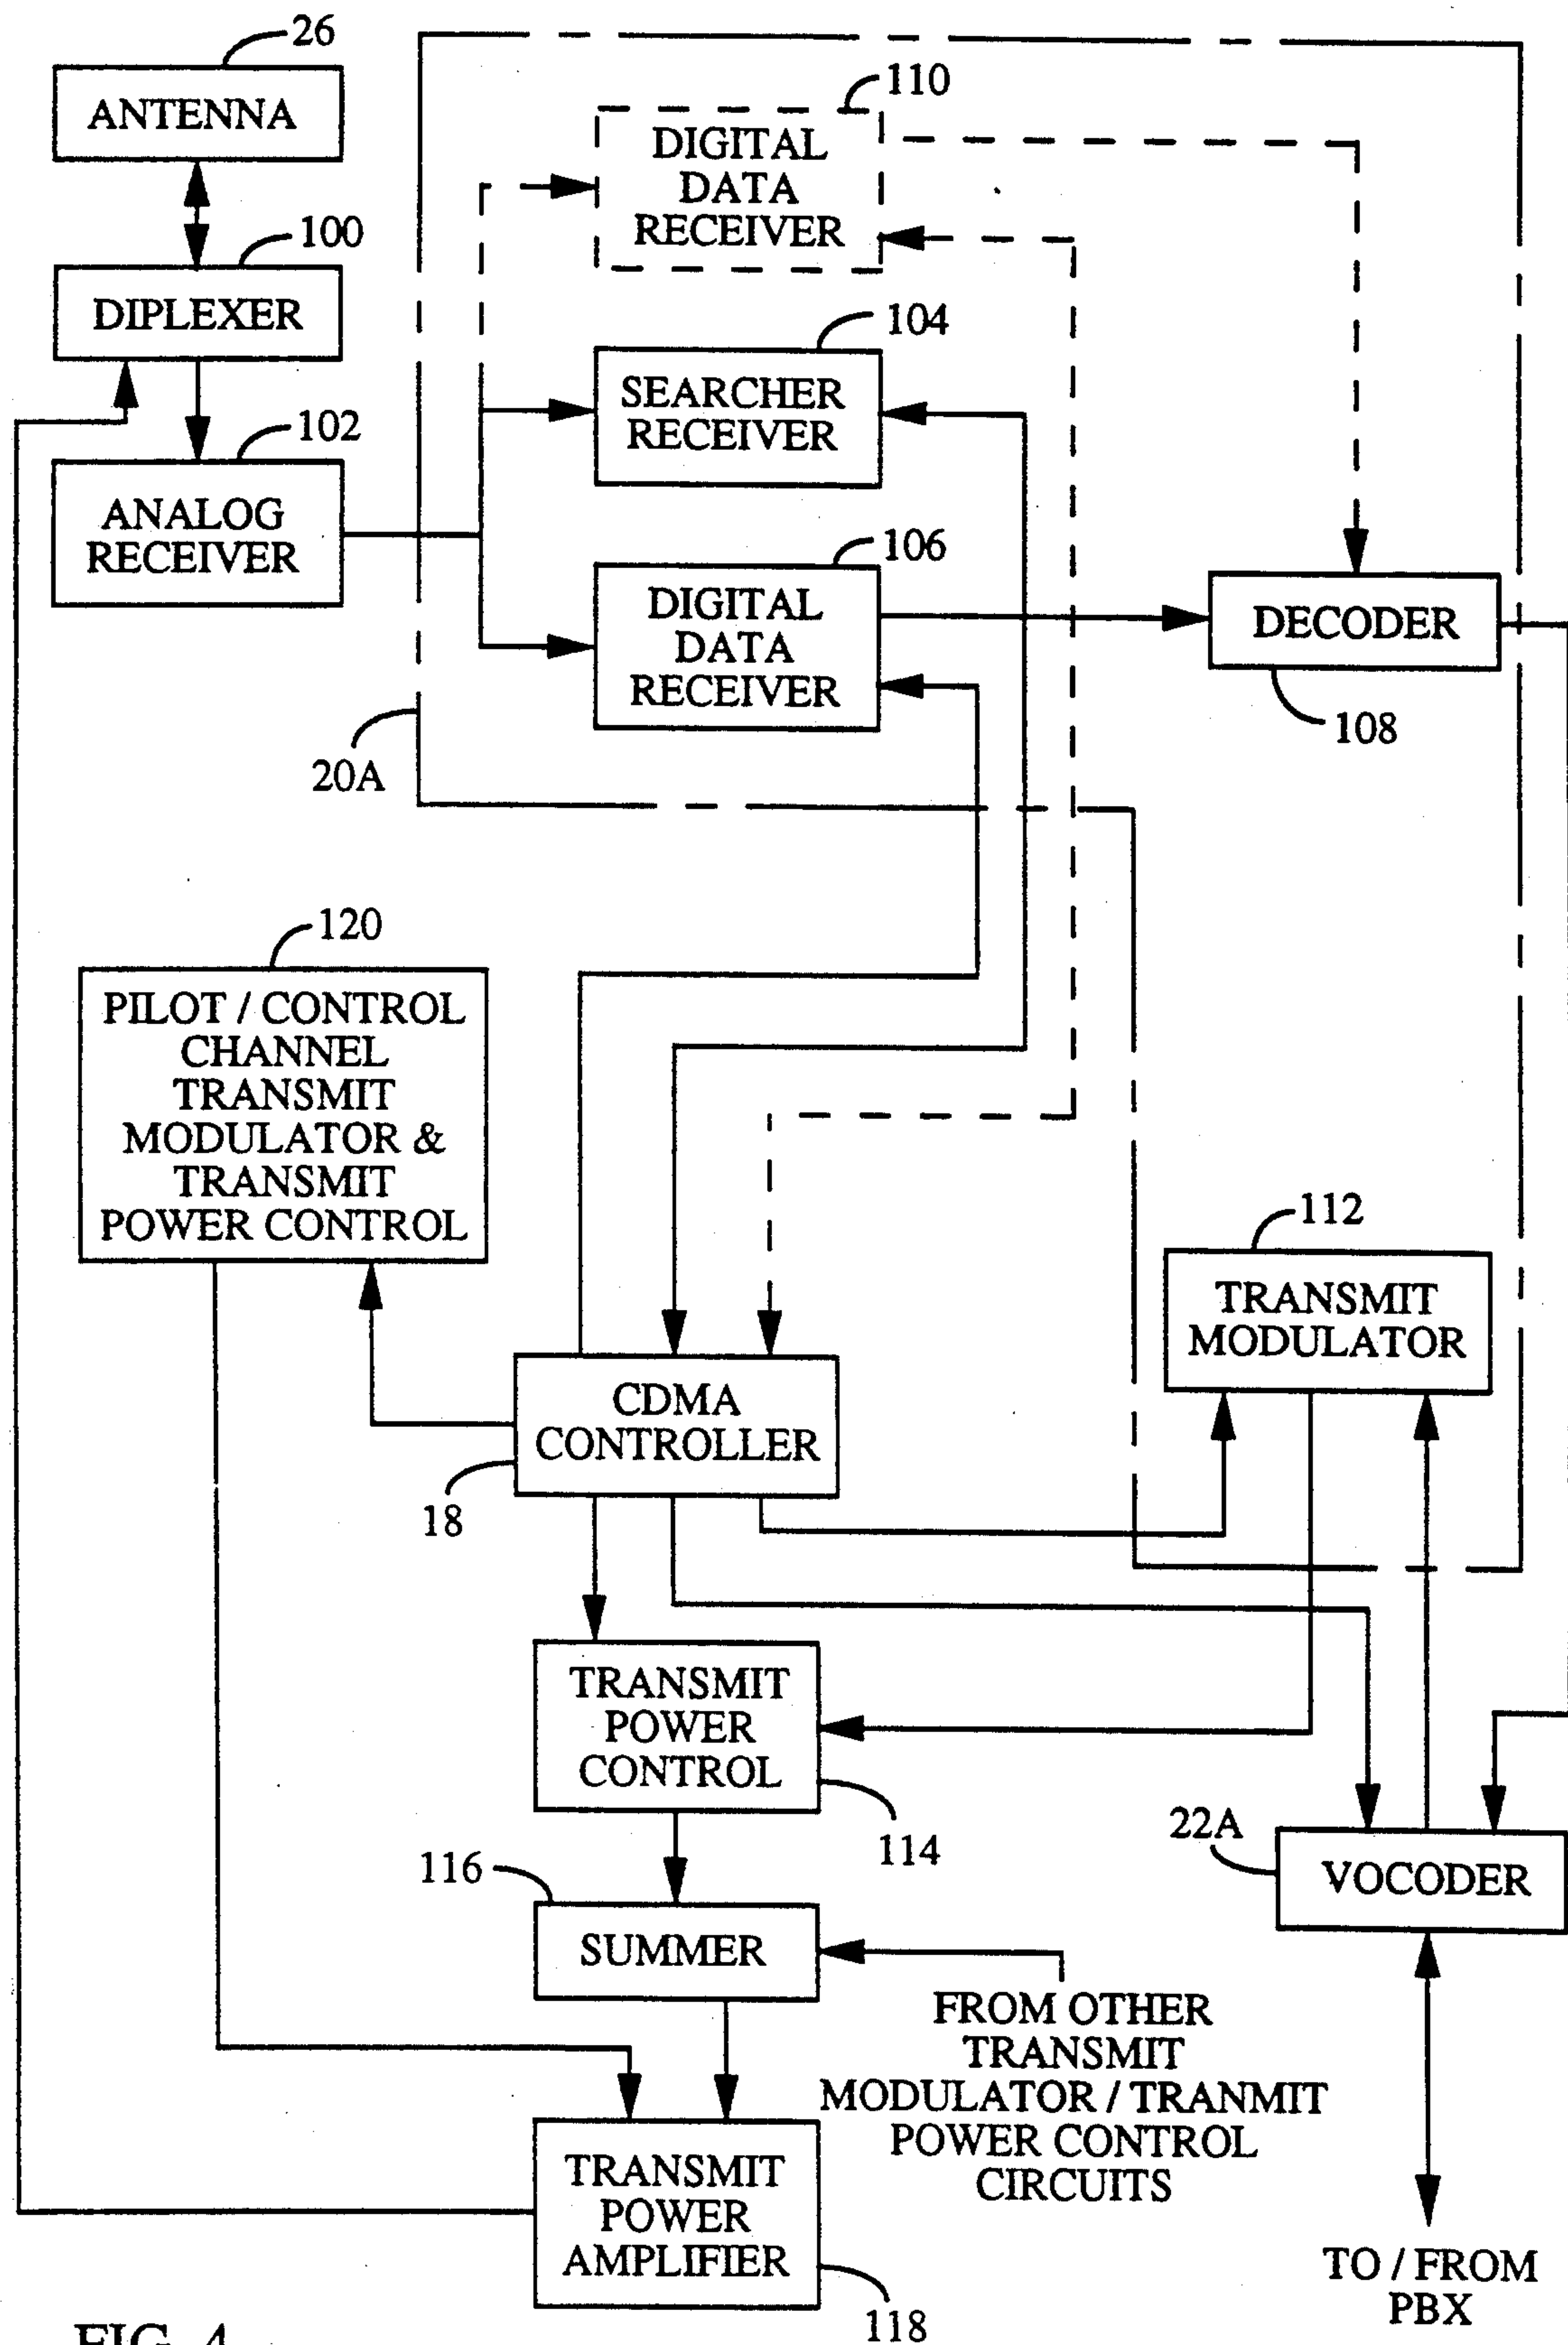 26
ANTENNA
100
DIPLEXER
102
ANALOG
RECEIVER
110
DIGITAL
DATA
RECEIVER
104
SEARCHER
RECEIVER
106
DIGITAL
DATA
RECEIVER
DECODER
108
20A
120
PILOT / CONTROL
CHANNEL
TRANSMIT
MODULATOR &
TRANSMIT
POWER CONTROL
112
TRANSMIT
MODULATOR
CDMA
CONTROLLER
18
TRANSMIT
POWER
CONTROL
114
22A
VOCODER
116
SUMMER
FROM OTHER
TRANSMIT
MODULATOR / TRANMIT
POWER CONTROL
CIRCUITS
TRANSMIT
POWER
AMPLIFIER
118
TO / FROM
PBX
FIG. 4